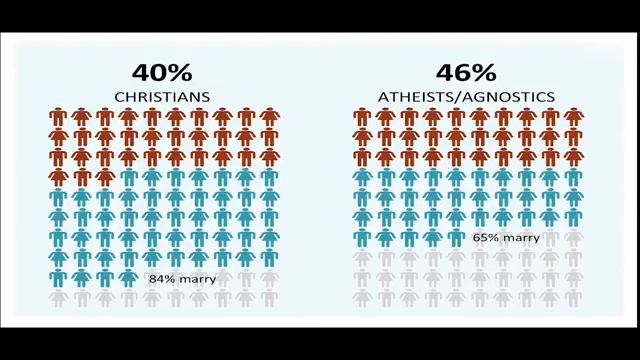 40%
CHRISTIANS
84% marry
46%
ATHEISTS/AGNOSTICS
65% marry